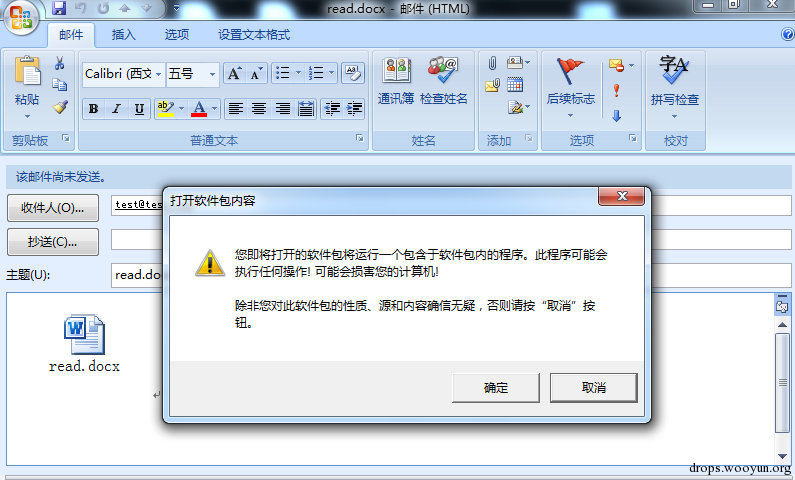 read.docx - 邮件 (HTML)
邮件 插入 选项 设置文本格式
Calibri (西文 五号
粘贴
B I U ab A
通讯簿 检查姓名
后续标志
字A
拼写检查
剪贴板 普通文本 姓名 添加 选项 校对
该邮件尚未发送。
收件人(O)... test@tes
抄送(C)...
主题(U): read.do
打开软件包内容
您即将打开的软件包将运行一个包含于软件包内的程序。此程序可能会
执行任何操作! 可能会损害您的计算机!
除非您对此软件包的性质、源和内容确信无疑，否则请按“取消”按
钮。
确定 取消
read.docx
drops.wooyun.org